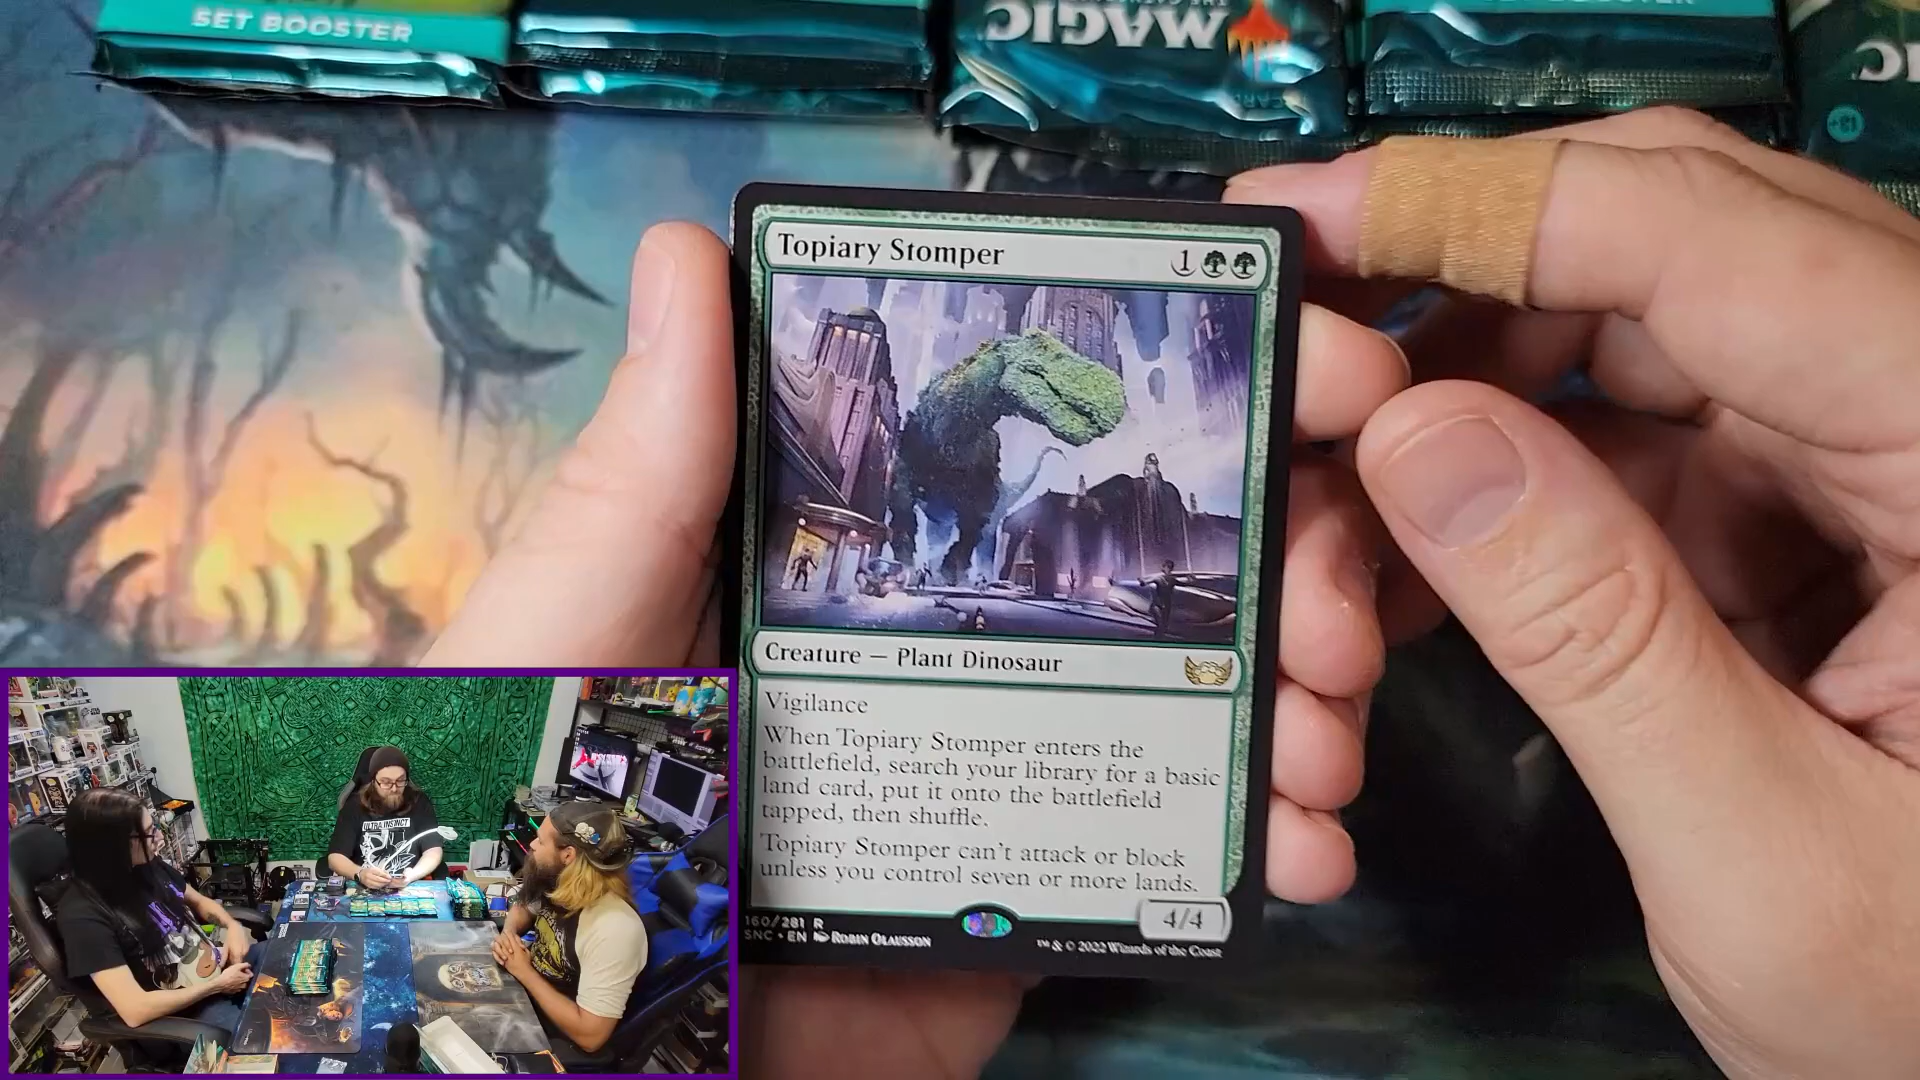 SET BOOSTER
MAGIC
Topiary Stomper
1
Creature — Plant Dinosaur
Vigilance
When Topiary Stomper enters the
battlefield, search your library for a basic
land card, put it onto the battlefield
tapped, then shuffle.
Topiary Stomper can't attack or block
unless you control seven or more lands.
4/4
160/281 R
SNC • EN Robin Olausson
™ & © 2022 Wizards of the Coast
ULTRA INSTINCT